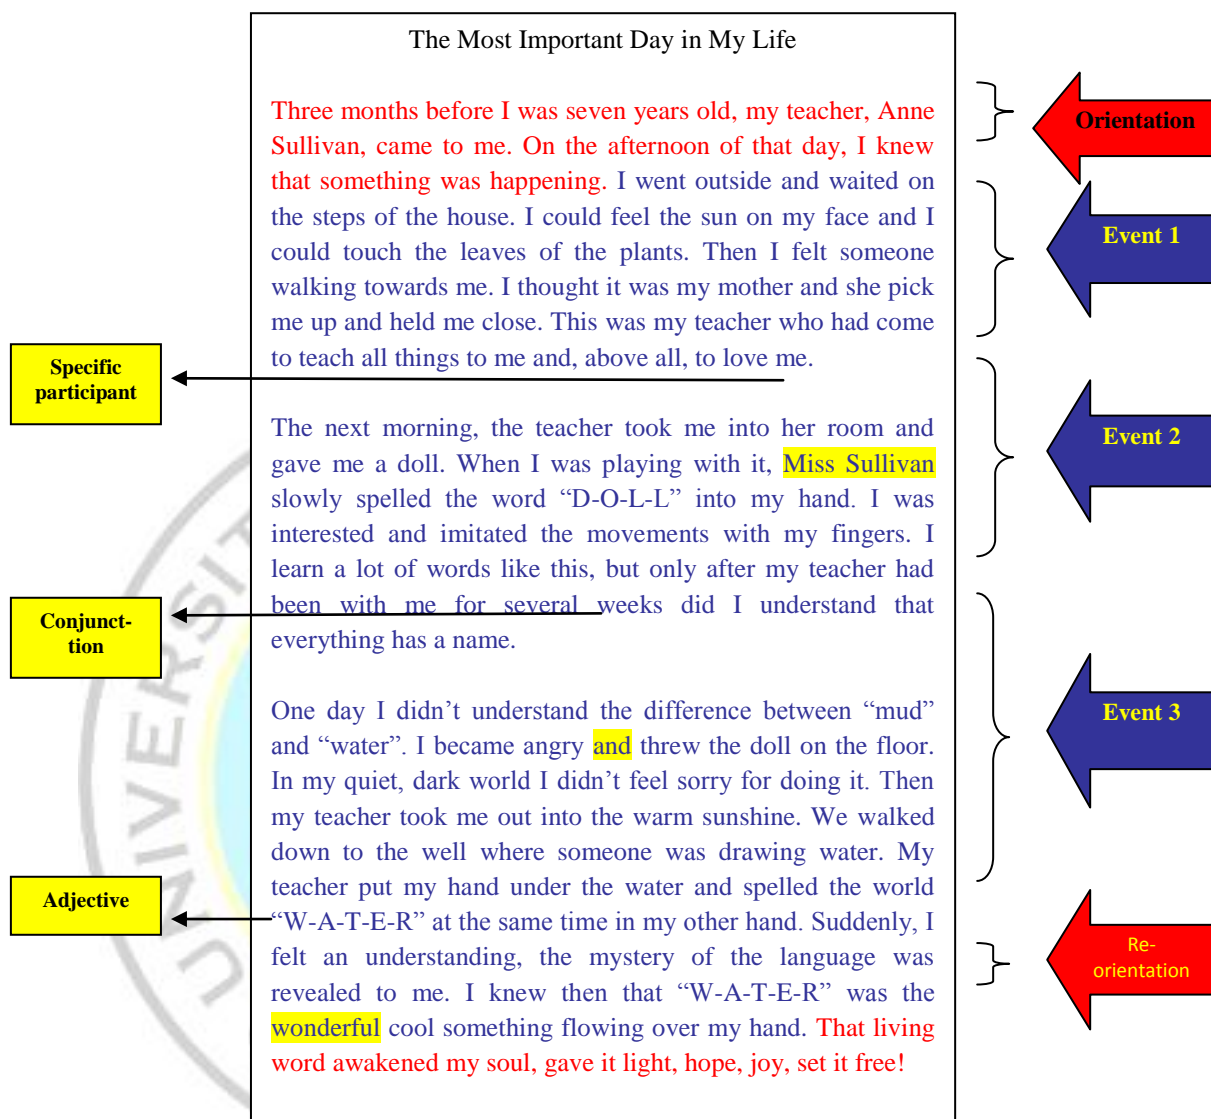 The Most Important Day in My Life
Three months before I was seven years old, my teacher, Anne
Sullivan, came to me. On the afternoon of that day, I knew
that something was happening. I went outside and waited on
the steps of the house. I could feel the sun on my face and I
could touch the leaves of the plants. Then I felt someone
walking towards me. I thought it was my mother and she pick
me up and held me close. This was my teacher who had come
to teach all things to me and, above all, to love me.
The next morning, the teacher took me into her room and
gave me a doll. When I was playing with it, Miss Sullivan
slowly spelled the word “D-O-L-L” into my hand. I was
interested and imitated the movements with my fingers. I
learn a lot of words like this, but only after my teacher had
been with me for several weeks did I understand that
everything has a name.
One day I didn’t understand the difference between “mud”
and “water”. I became angry and threw the doll on the floor.
In my quiet, dark world I didn’t feel sorry for doing it. Then
my teacher took me out into the warm sunshine. We walked
down to the well where someone was drawing water. My
teacher put my hand under the water and spelled the world
“W-A-T-E-R” at the same time in my other hand. Suddenly, I
felt an understanding, the mystery of the language was
revealed to me. I knew then that “W-A-T-E-R” was the
wonderful cool something flowing over my hand. That living
word awakened my soul, gave it light, hope, joy, set it free!
Specific
participant
Conjunct-
tion
Adjective
Orientation
Event 1
Event 2
Event 3
Re-
orientation